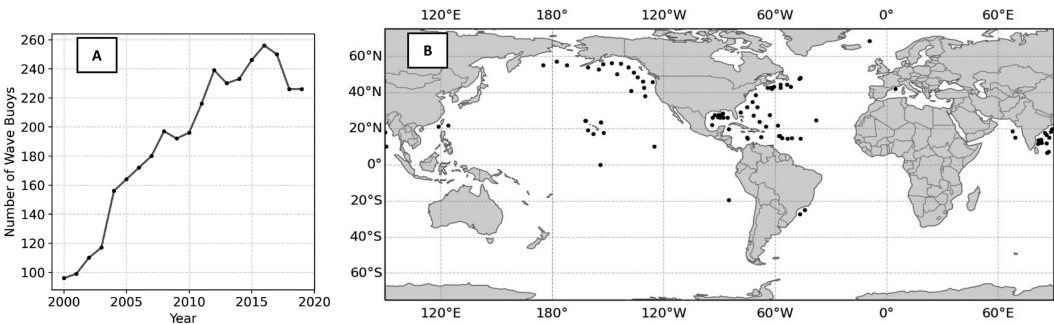 A
Number of Wave Buoys
260
240
220
200
180
160
140
120
100
2000
2005
2010
2015
2020
Year
B
120°E 180° 120°W 60°W 0° 60°E
60°N
40°N
20°N
0°
20°S
40°S
60°S
120°E 180° 120°W 60°W 0° 60°E